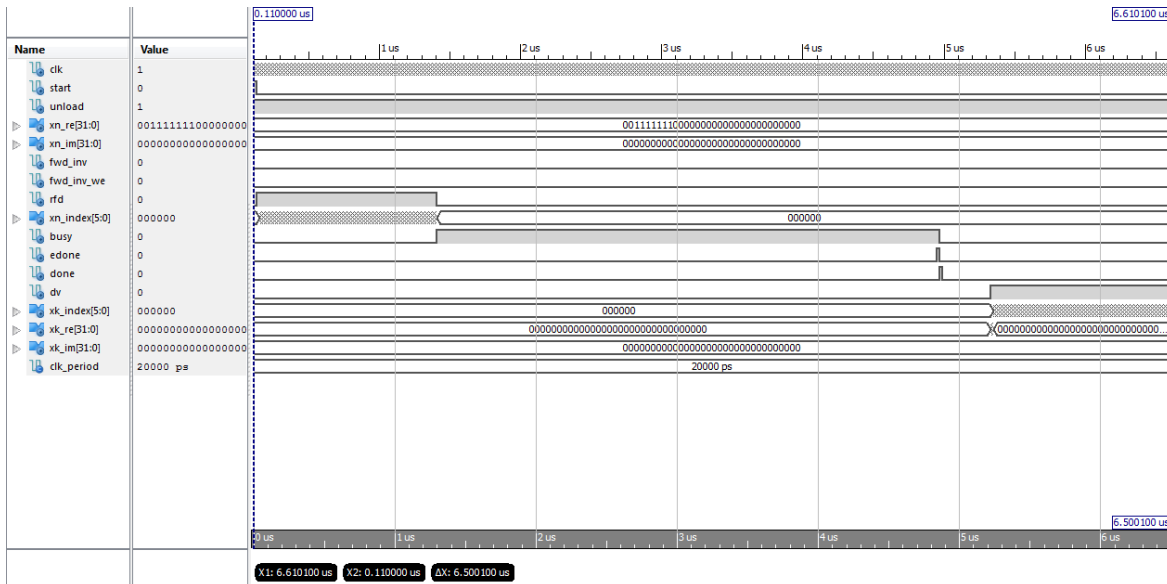 0.110000 us 6.610100 us
Name Value 1 us 2 us 3 us 4 us 5 us 6 us
clk 1
start 0
unload 1
xn_re[31:0] 00111111100000000 00111111100000000000000000000000
xn_im[31:0] 00000000000000000 00000000000000000000000000000000
fwd_inv 0
fwd_inv_we 0
rfd 0
xn_index[5:0] 000000 000000
busy 0
edone 0
done 0
dv 0
xk_index[5:0] 000000 000000
xk_re[31:0] 00000000000000000 00000000000000000000000000000000 000000000000000000000000000...
xk_im[31:0] 00000000000000000 00000000000000000000000000000000
clk_period 20000 ps 20000 ps
6.500100 us
0 us 1 us 2 us 3 us 4 us 5 us 6 us
X1: 6.610100 us X2: 0.110000 us ΔX: 6.500100 us